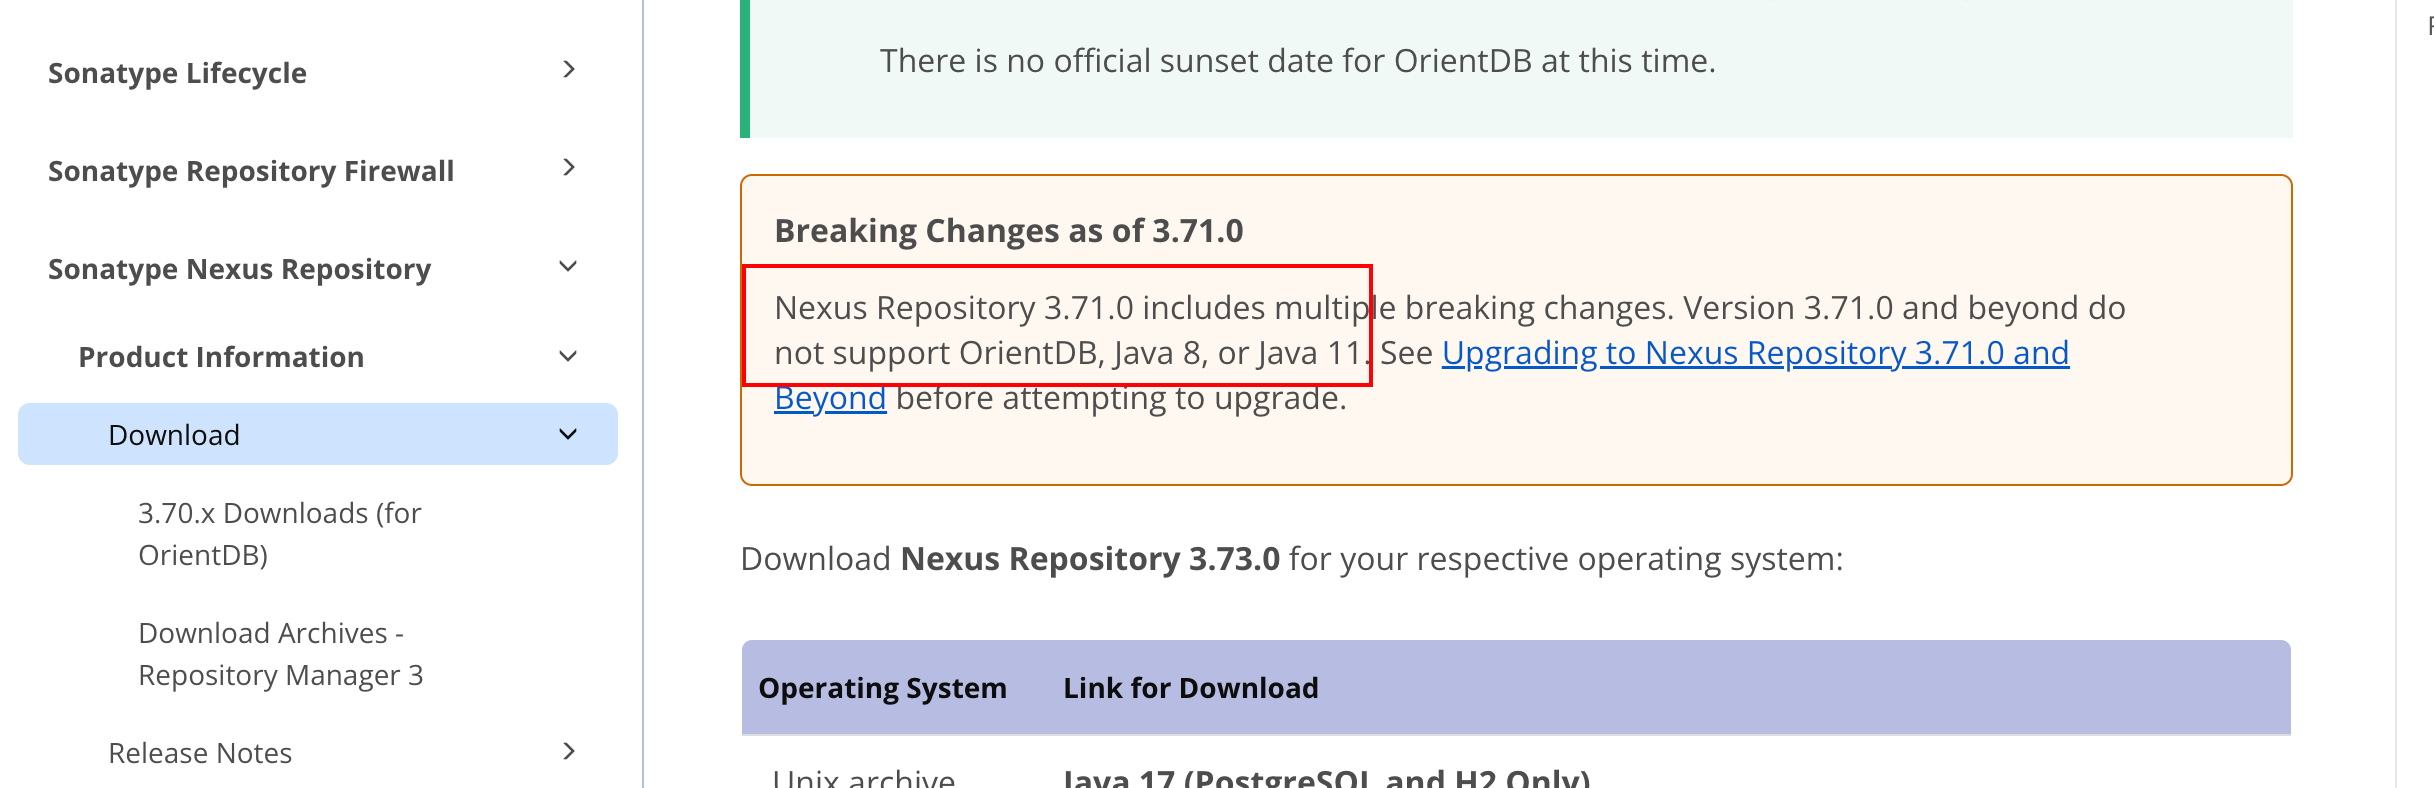 Sonatype Lifecycle
Sonatype Repository Firewall
Sonatype Nexus Repository
Product Information
Download
3.70.x Downloads (for
OrientDB)
Download Archives -
Repository Manager 3
Release Notes
There is no official sunset date for OrientDB at this time.
Breaking Changes as of 3.71.0
Nexus Repository 3.71.0 includes multiple breaking changes. Version 3.71.0 and beyond do
not support OrientDB, Java 8, or Java 11. See Upgrading to Nexus Repository 3.71.0 and
Beyond before attempting to upgrade.
Download Nexus Repository 3.73.0 for your respective operating system:
Operating System Link for Download
Unix archive Java 17 (PostgreSQL and H2 Only)